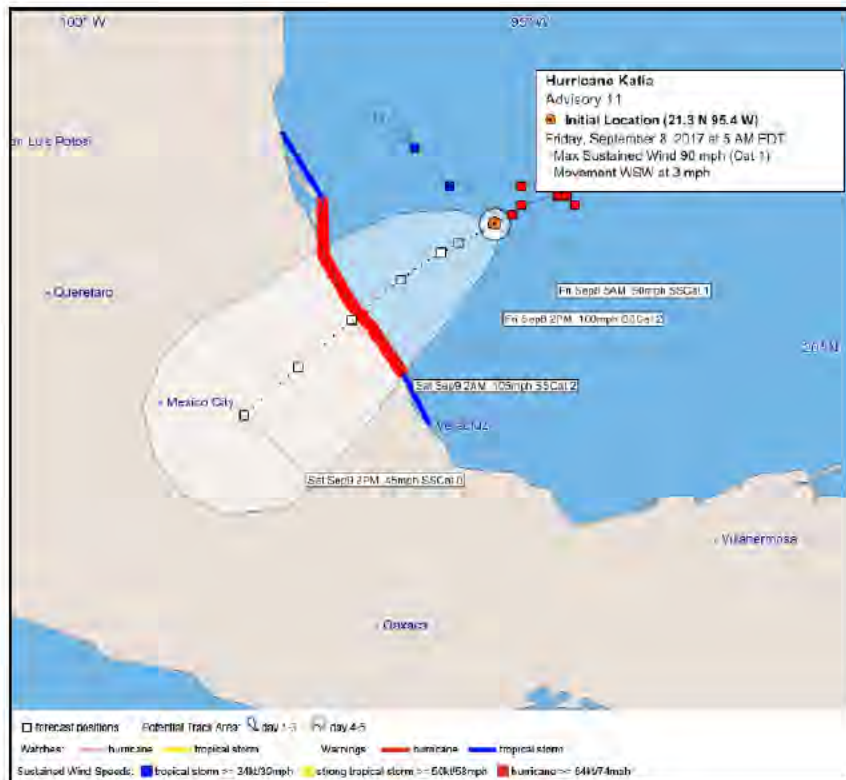 100° W
95° W
Hurricane Katia
Advisory 11
Initial Location (21.3 N 95.4 W)
Friday, September 8, 2017 at 5 AM EDT
Max Sustained Wind 90 mph (Cat 1)
Movement WSW at 3 mph
Luis Potosi
Queretaro
Fri Sep8 5AM 90mph SSCat 1
Fri Sep8 2PM 100mph SSCat 2
Sat Sep9 2AM 105mph SSCat 2
Mexico City
Veracruz
Sat Sep9 2PM 45mph SSCat 0
Villahermosa
Oaxaca
forecast positions Potential Track Area: day 4-5
Watches: hurricane tropical storm Warnings: hurricane tropical storm
Sustained Wind Speeds: tropical storm >= 34kt/39mph strong tropical storm >= 50kt/58mph hurricane >= 64kt/74mph